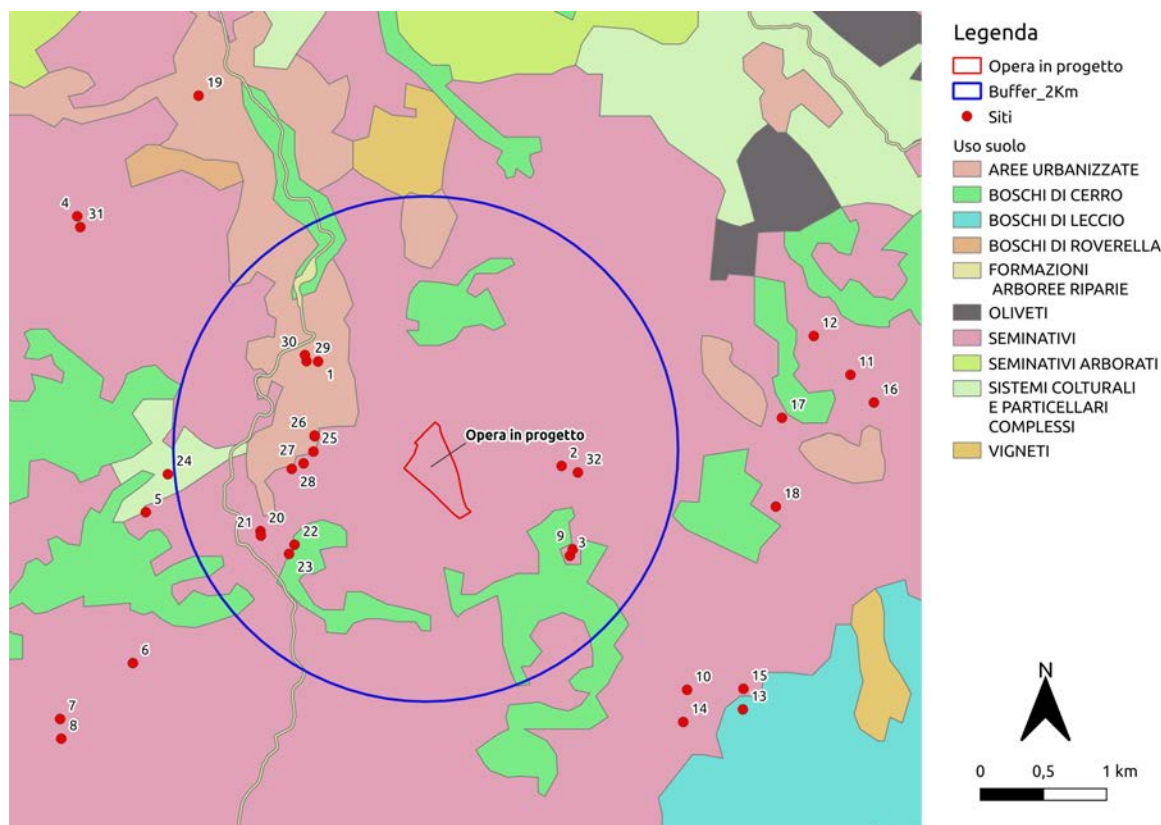 Legenda
Opera in progetto
Buffer_2Km
Siti
Uso suolo
AREE URBANIZZATE
BOSCHI DI CERRO
BOSCHI DI LECCIO
BOSCHI DI ROVERELLA
FORMAZIONI
ARBOREE RIPARIE
OLIVETI
SEMINATIVI
SEMINATIVI ARBORATI
SISTEMI COLTURALI
E PARTICELLARI
COMPLESSI
VIGNETI
19
4
31
12
30
29
1
11
16
17
26
25
Opera in progetto
27
28
2
32
24
5
18
21
20
22
23
9
3
6
10
15
7
14
13
8
N
0
0,5
1 km